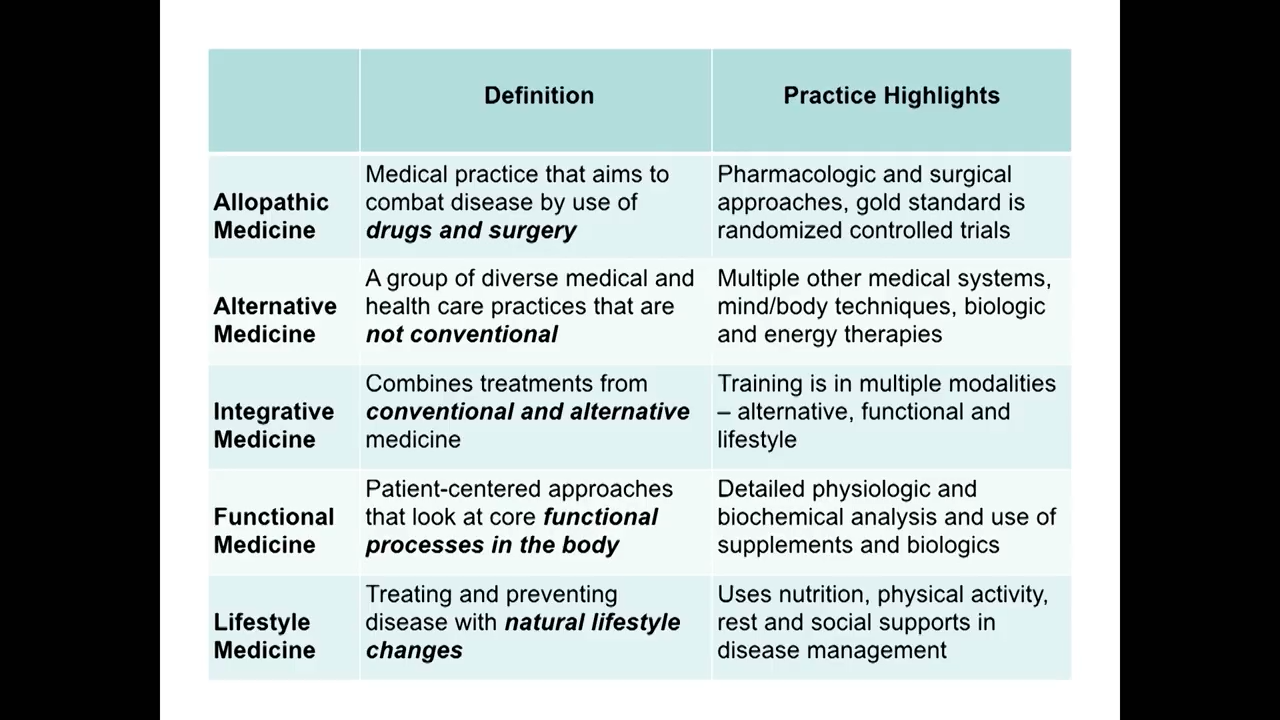 Definition
Practice Highlights
Allopathic
Medicine
Medical practice that aims to
combat disease by use of
drugs and surgery
Pharmacologic and surgical
approaches, gold standard is
randomized controlled trials
Alternative
Medicine
A group of diverse medical and
health care practices that are
not conventional
Multiple other medical systems,
mind/body techniques, biologic
and energy therapies
Integrative
Medicine
Combines treatments from
conventional and alternative
medicine
Training is in multiple modalities
– alternative, functional and
lifestyle
Functional
Medicine
Patient-centered approaches
that look at core functional
processes in the body
Detailed physiologic and
biochemical analysis and use of
supplements and biologics
Lifestyle
Medicine
Treating and preventing
disease with natural lifestyle
changes
Uses nutrition, physical activity,
rest and social supports in
disease management